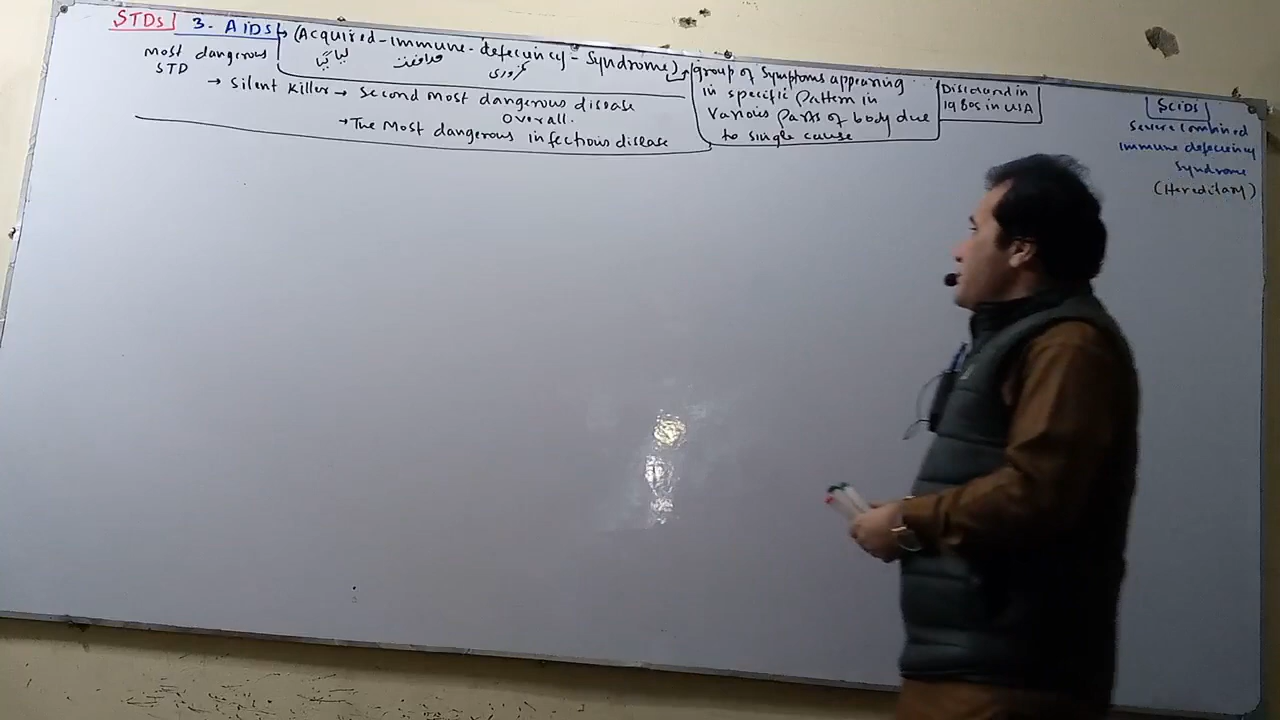 STDs 3. AIDS → (Acquired-immune-defeciency-Syndrome)
لیا گیا مدافعت کمزوری
Most dangerous
STD
→ Silent Killer → Second most dangerous disease
overall.
→ The Most dangerous infectious disease
group of symptoms appearing
in specific pattern in
various parts of body due
to single cause
Discovered in
1980s in USA
SCIDS
Severe combined
immune defeciency
syndrome
(Hereditary)